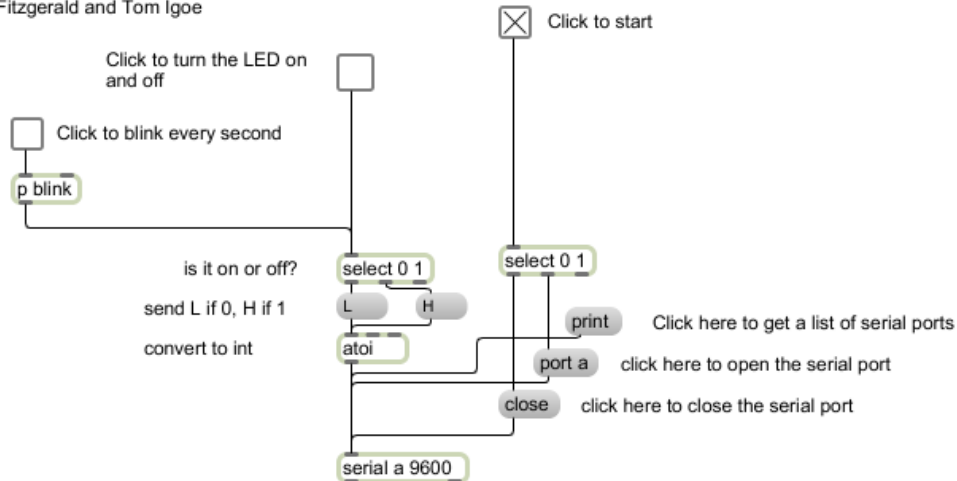 Fitzgerald and Tom Igoe
Click to start
Click to turn the LED on
and off
Click to blink every second
p blink
is it on or off?
select 0 1
select 0 1
send L if 0, H if 1
L
H
print
Click here to get a list of serial ports
convert to int
atoi
port a
click here to open the serial port
close
click here to close the serial port
serial a 9600